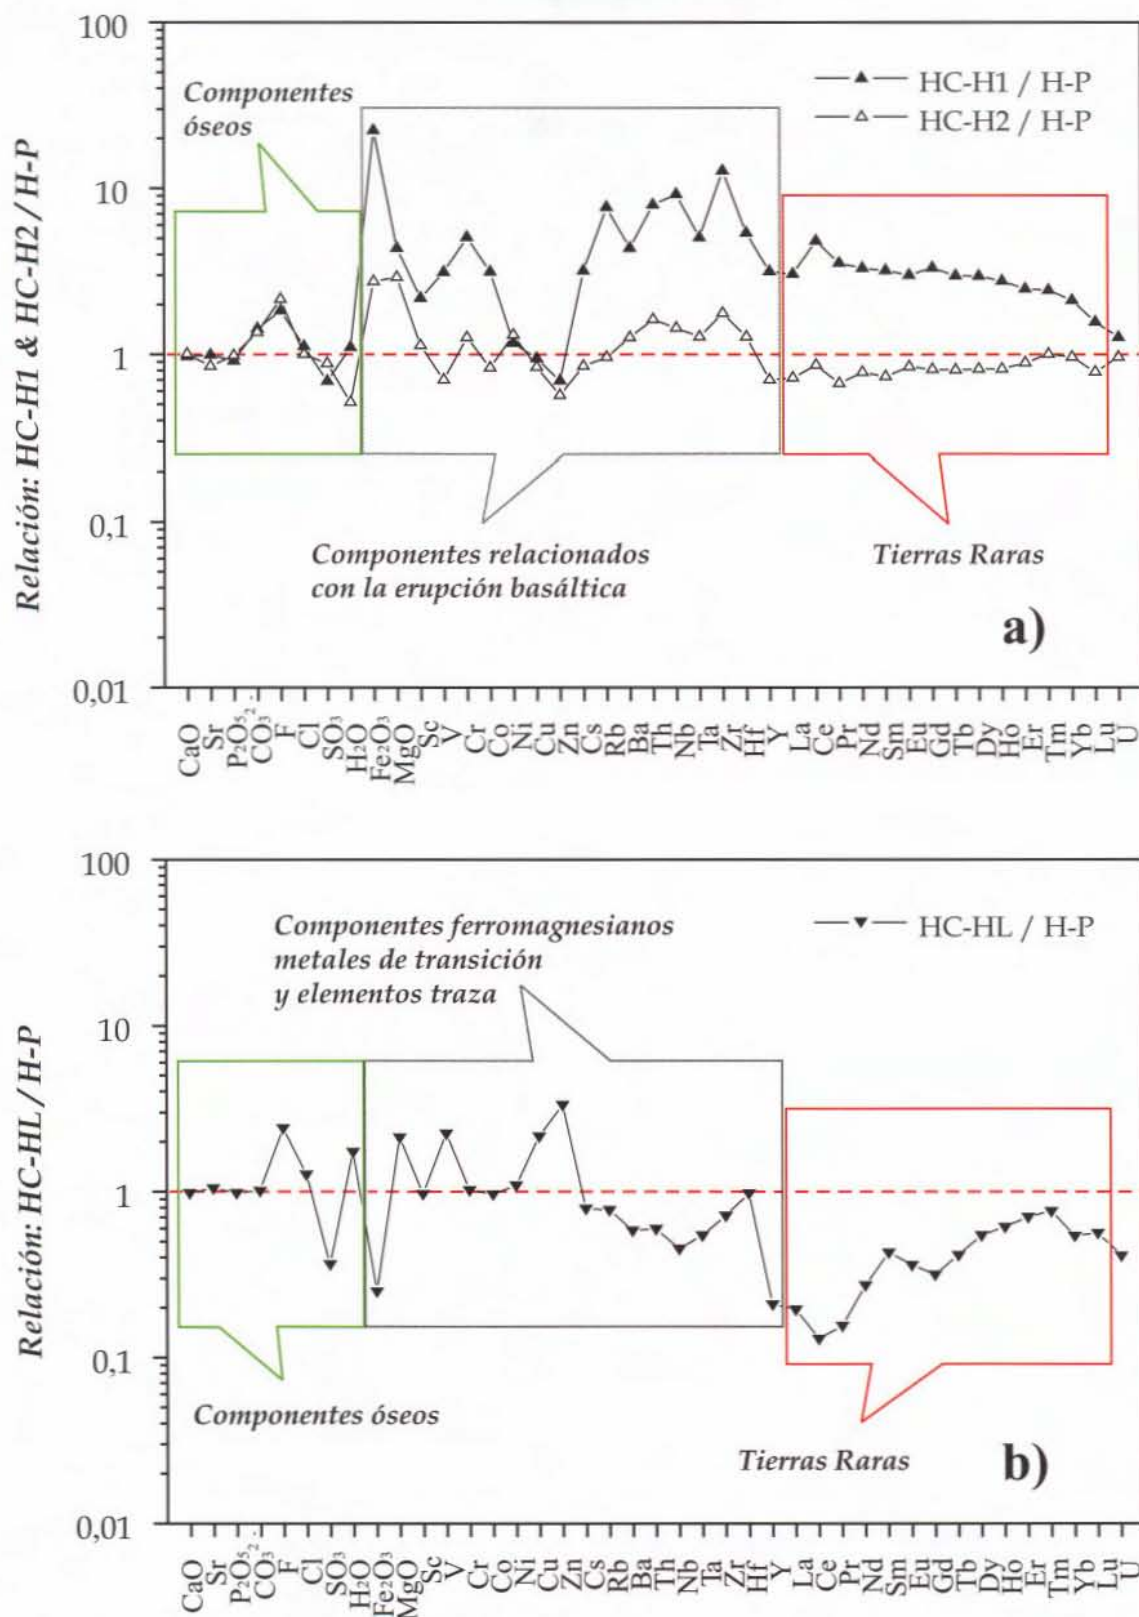 Relación: HC-H1 & HC-H2 / H-P
100
10
1
0,1
0,01
Componentes
óseos
HC-H1 / H-P
HC-H2 / H-P
Componentes relacionados
con la erupción basáltica
Tierras Raras
a)
CaO
Sr
P₂O₅
CO₃²⁻
F
Cl
SO₃
H₂O
Fe₂O₃
MgO
Sc
V
Cr
Co
Ni
Cu
Zn
Cs
Rb
Ba
Th
Nb
Ta
Zr
Hf
Y
La
Ce
Pr
Nd
Sm
Eu
Gd
Tb
Dy
Ho
Er
Tm
Yb
Lu
U
Relación: HC-HL / H-P
100
10
1
0,1
0,01
Componentes ferromagnesianos
metales de transición
y elementos traza
HC-HL / H-P
Componentes óseos
Tierras Raras
b)
CaO
Sr
P₂O₅
CO₃²⁻
F
Cl
SO₃
H₂O
Fe₂O₃
MgO
Sc
V
Cr
Co
Ni
Cu
Zn
Cs
Rb
Ba
Th
Nb
Ta
Zr
Hf
Y
La
Ce
Pr
Nd
Sm
Eu
Gd
Tb
Dy
Ho
Er
Tm
Yb
Lu
U